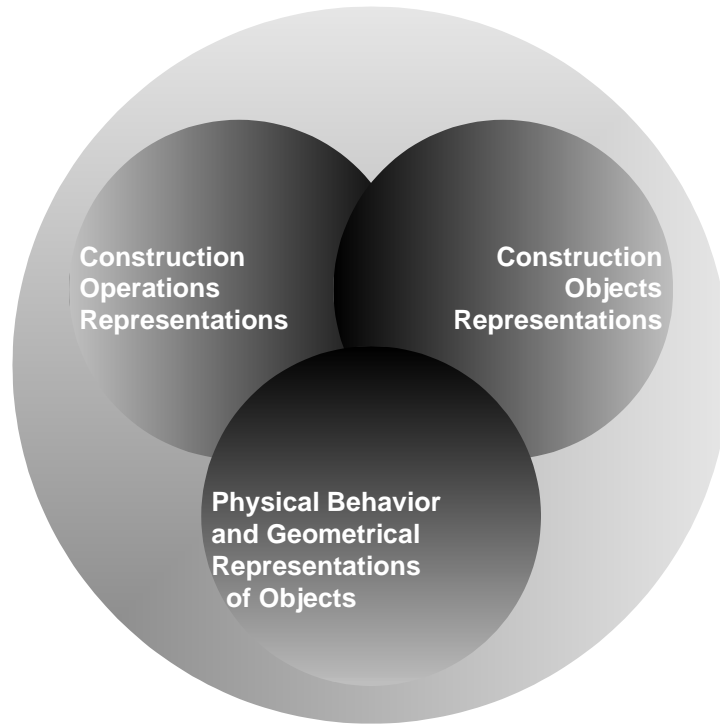 Construction
Operations
Representations
Construction
Objects
Representations
Physical Behavior
and Geometrical
Representations
of Objects